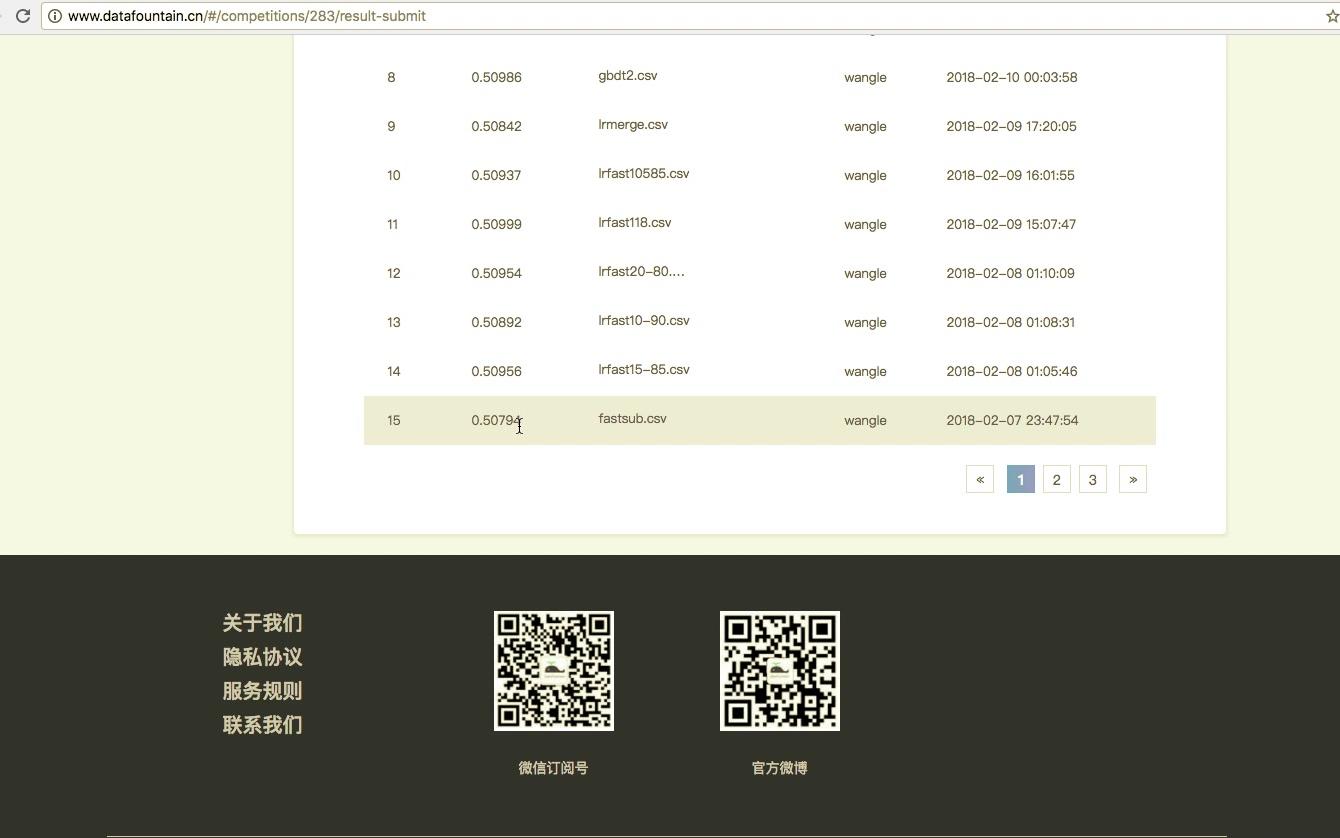 www.datafountain.cn/#/competitions/283/result-submit
8 0.50986 gbdt2.csv wangle 2018-02-10 00:03:58
9 0.50842 lrmerge.csv wangle 2018-02-09 17:20:05
10 0.50937 lrfast10585.csv wangle 2018-02-09 16:01:55
11 0.50999 lrfast118.csv wangle 2018-02-09 15:07:47
12 0.50954 lrfast20-80.... wangle 2018-02-08 01:10:09
13 0.50892 lrfast10-90.csv wangle 2018-02-08 01:08:31
14 0.50956 lrfast15-85.csv wangle 2018-02-08 01:05:46
15 0.50794 fastsub.csv wangle 2018-02-07 23:47:54
« 1 2 3 »
关于我们
隐私协议
服务规则
联系我们
微信订阅号 官方微博